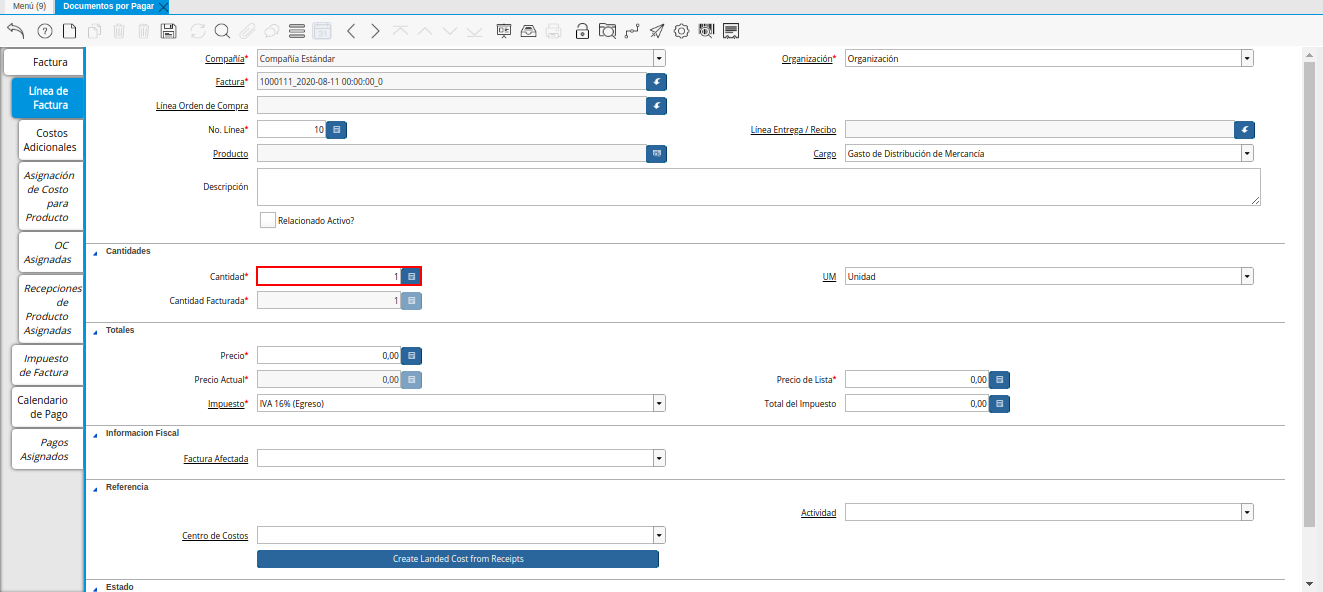 Menú (9)
Documentos por Pagar
Factura
Línea de
Factura
Costos
Adicionales
Asignación
de Costo
para
Producto
OC
Asignadas
Recepciones
de
Producto
Asignadas
Impuesto
de Factura
Calendario
de Pago
Pagos
Asignados
Compañía* Compañía Estándar
Organización* Organización
Factura* 1000111_2020-08-11 00:00:00_0
Línea Orden de Compra
No. Línea* 10
Línea Entrega / Recibo
Producto
Cargo Gasto de Distribución de Mercancía
Descripción
Relacionado Activo?
Cantidades
Cantidad* 1
UM Unidad
Cantidad Facturada* 1
Totales
Precio* 0,00
Precio Actual* 0,00
Precio de Lista* 0,00
Impuesto* IVA 16% (Egreso)
Total del Impuesto 0,00
Informacion Fiscal
Factura Afectada
Referencia
Actividad
Centro de Costos
Create Landed Cost from Receipts
Estado